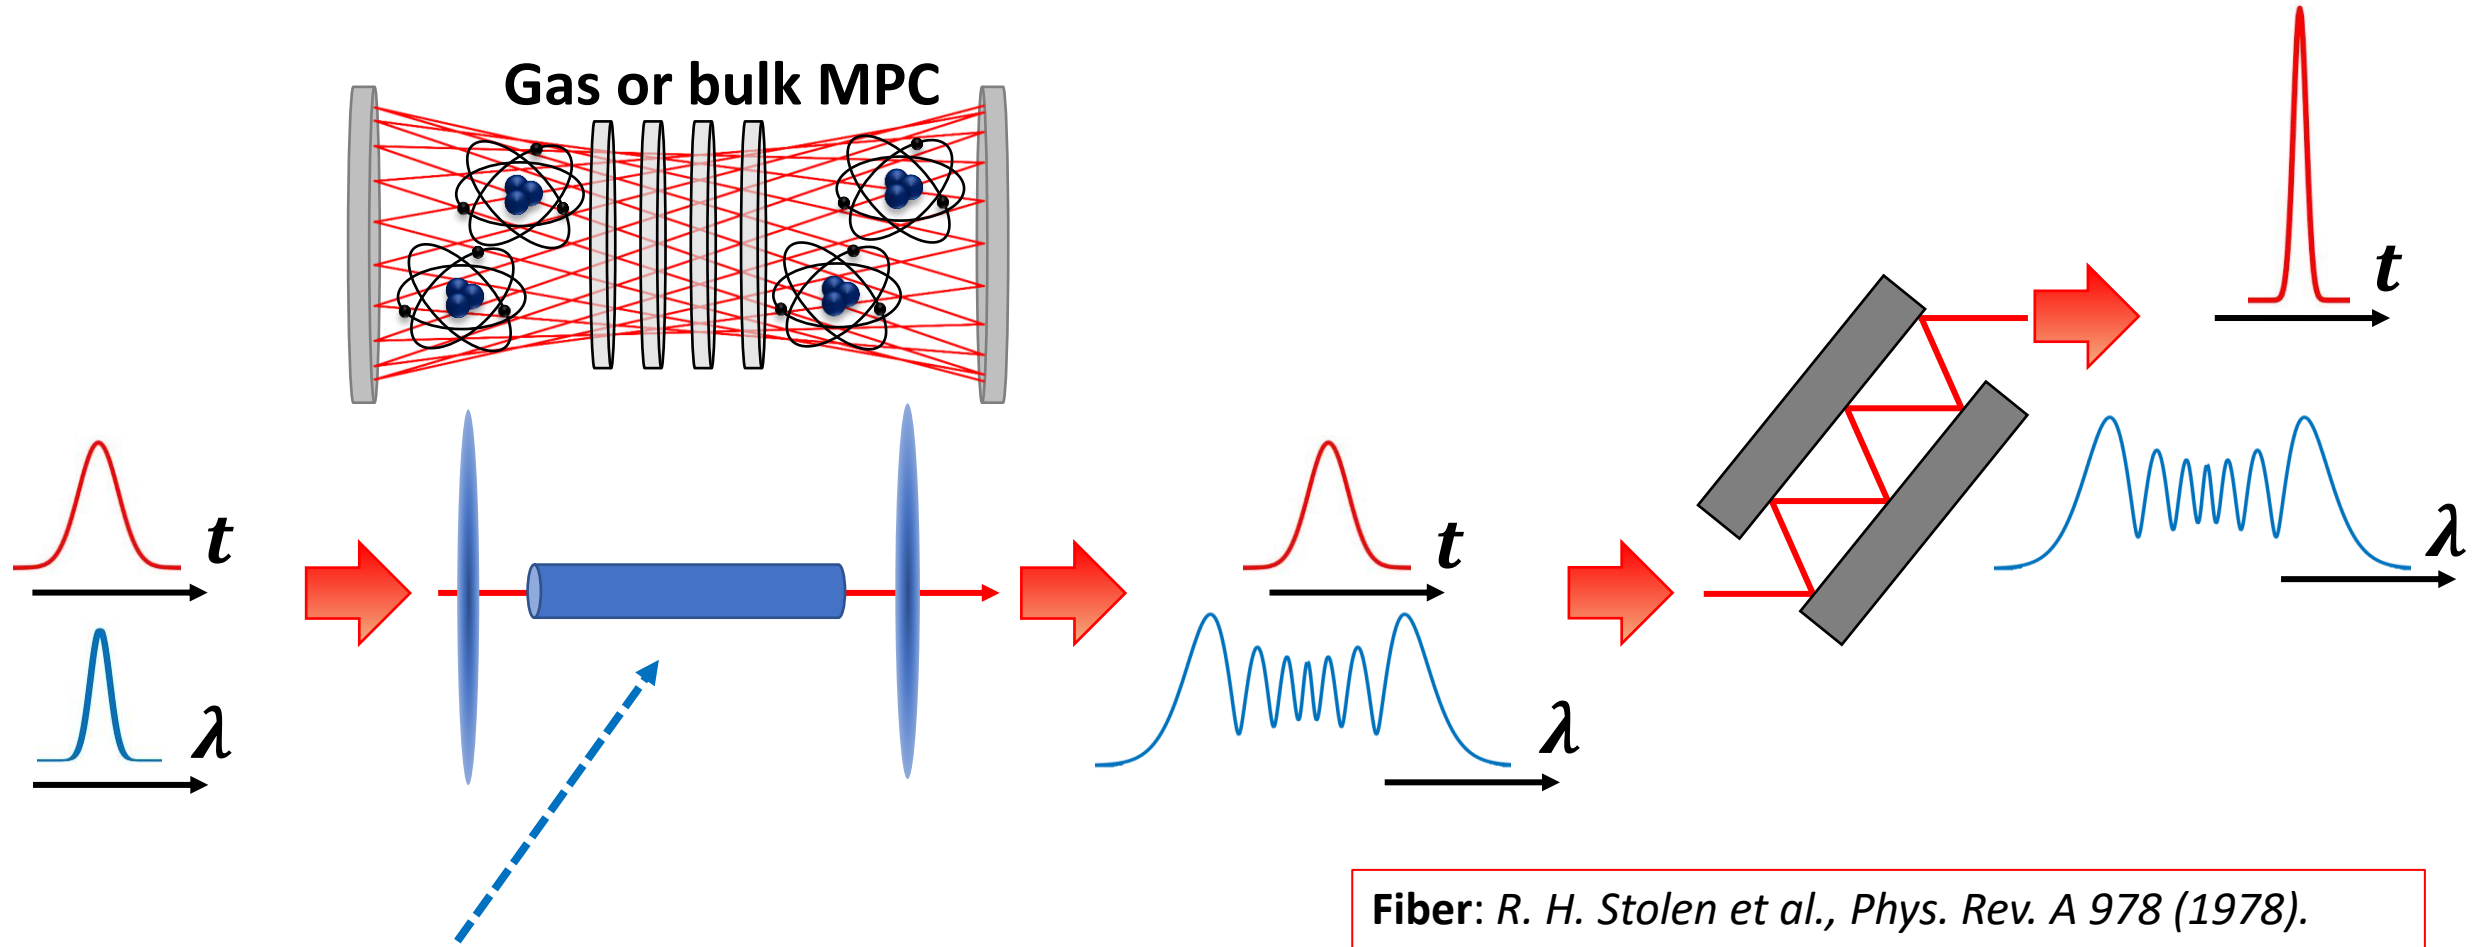 Gas or bulk MPC
t
λ
t
λ
t
λ
Fiber: R. H. Stolen et al., Phys. Rev. A 978 (1978).